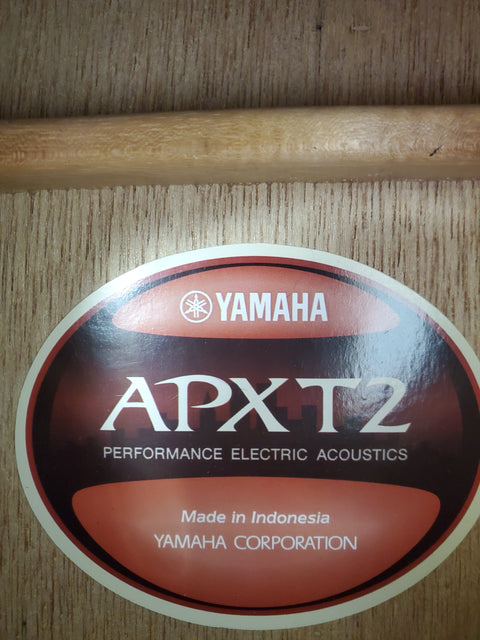 YAMAHA
APXT2
PERFORMANCE ELECTRIC ACOUSTICS
Made in Indonesia
YAMAHA CORPORATION